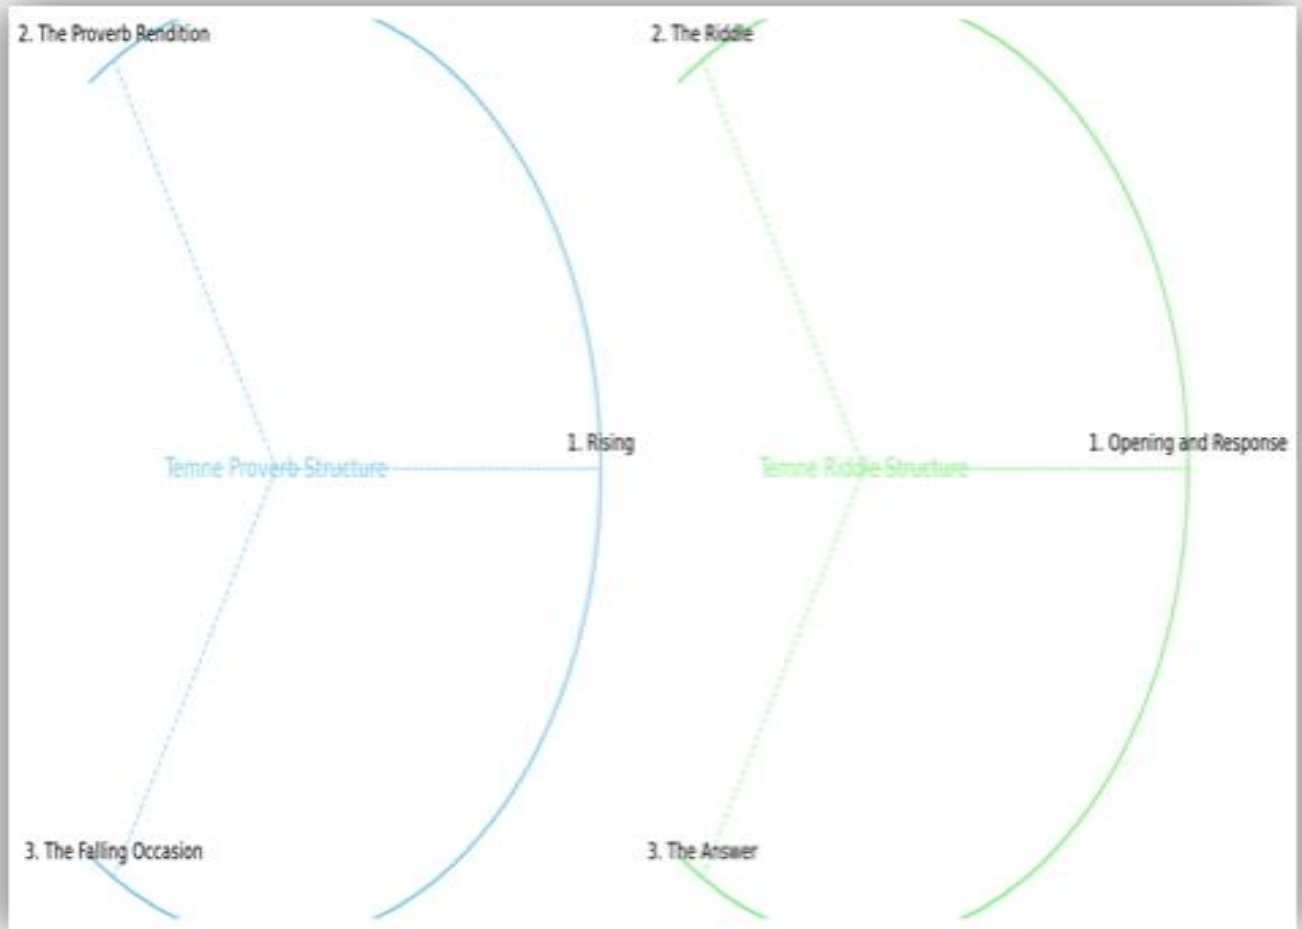 2. The Proverb Rendition
1. Rising
Temne Proverb Structure
3. The Falling Occasion
2. The Riddle
1. Opening and Response
Temne Riddle Structure
3. The Answer